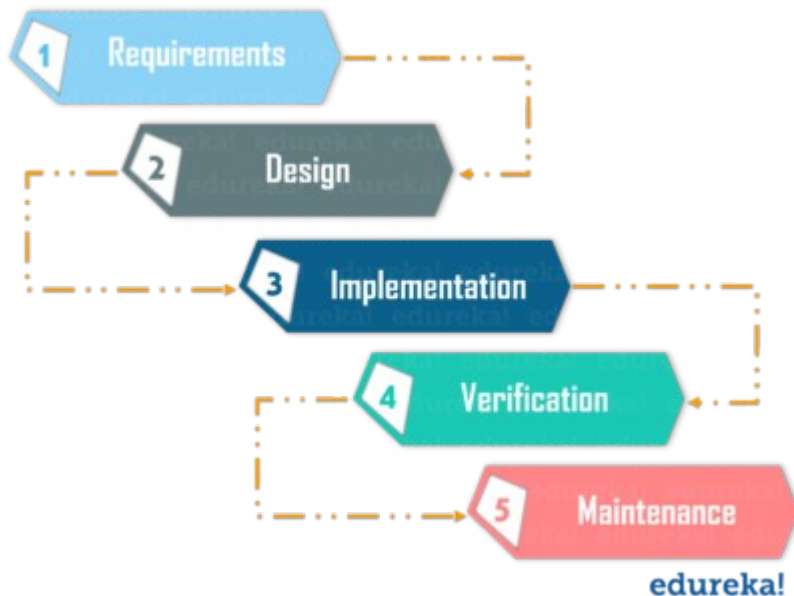 1 Requirements
2 Design
3 Implementation
4 Verification
5 Maintenance
edureka!